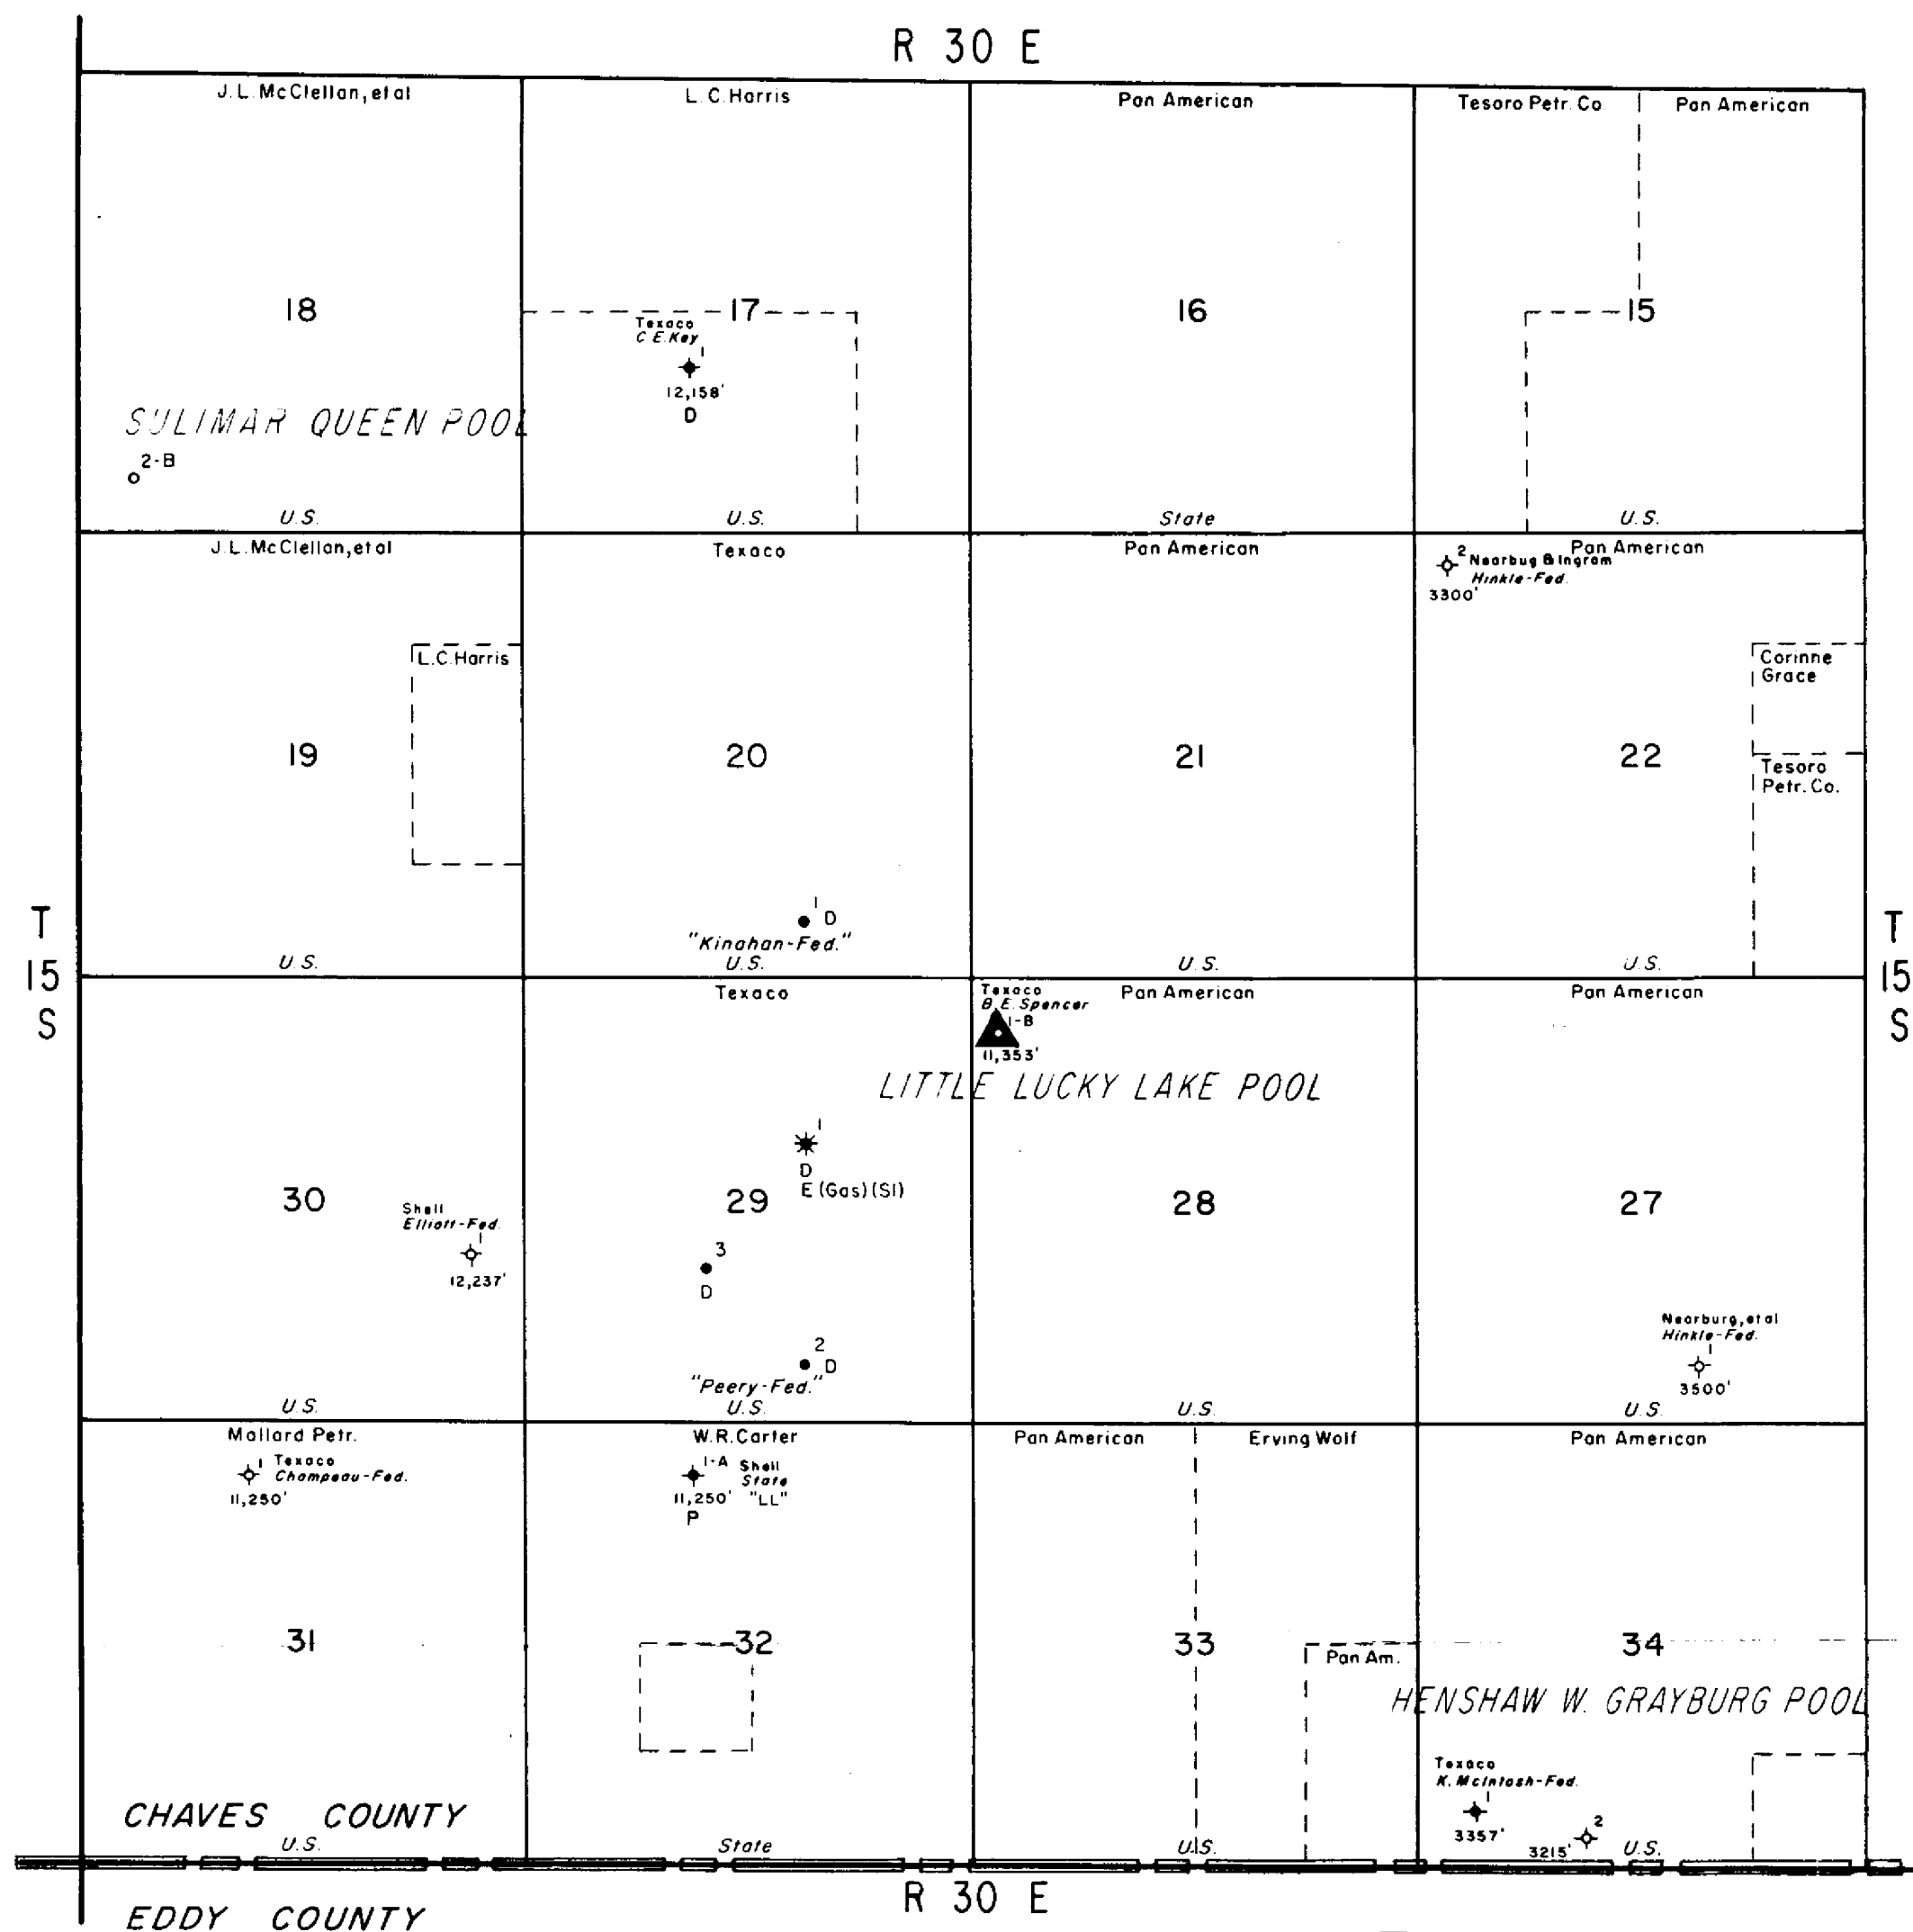 R 30 E
J. L. McClellan, et al
L. C. Harris
Pan American
Tesoro Petr. Co
Pan American
18
17
16
15
Texaco
C. E. Key
1
12,158'
D
SULIMAR QUEEN POOL
2-B
U.S.
U.S.
State
U.S.
J. L. McClellan, et al
Texaco
Pan American
Pan American
2
Nearbug & Ingram
Hinkle-Fed.
3300'
L. C. Harris
Corinne
Grace
19
20
21
22
Tesoro
Petr. Co.
1
D
"Kinahan-Fed."
U.S.
U.S.
U.S.
U.S.
T
15
S
T
15
S
Texaco
Texaco
B. E. Spencer
1-B
11,353'
Pan American
Pan American
LITTLE LUCKY LAKE POOL
1
D
E (Gas) (SI)
30
29
28
27
Shell
Elliott-Fed.
1
12,237'
3
D
2
D
"Peery-Fed."
Nearburg, et al
Hinkle-Fed.
1
3500'
U.S.
U.S.
U.S.
U.S.
Mallard Petr.
W. R. Carter
Pan American
Erving Wolf
Pan American
1
Texaco
Champeau-Fed.
11,250'
1-A
Shell
State
"LL"
11,250'
P
31
32
33
34
Pan Am.
HENSHAW W. GRAYBURG POOL
Texaco
K. McIntosh-Fed.
1
3357'
2
3215'
CHAVES COUNTY
U.S.
State
U.S.
U.S.
R 30 E
EDDY COUNTY